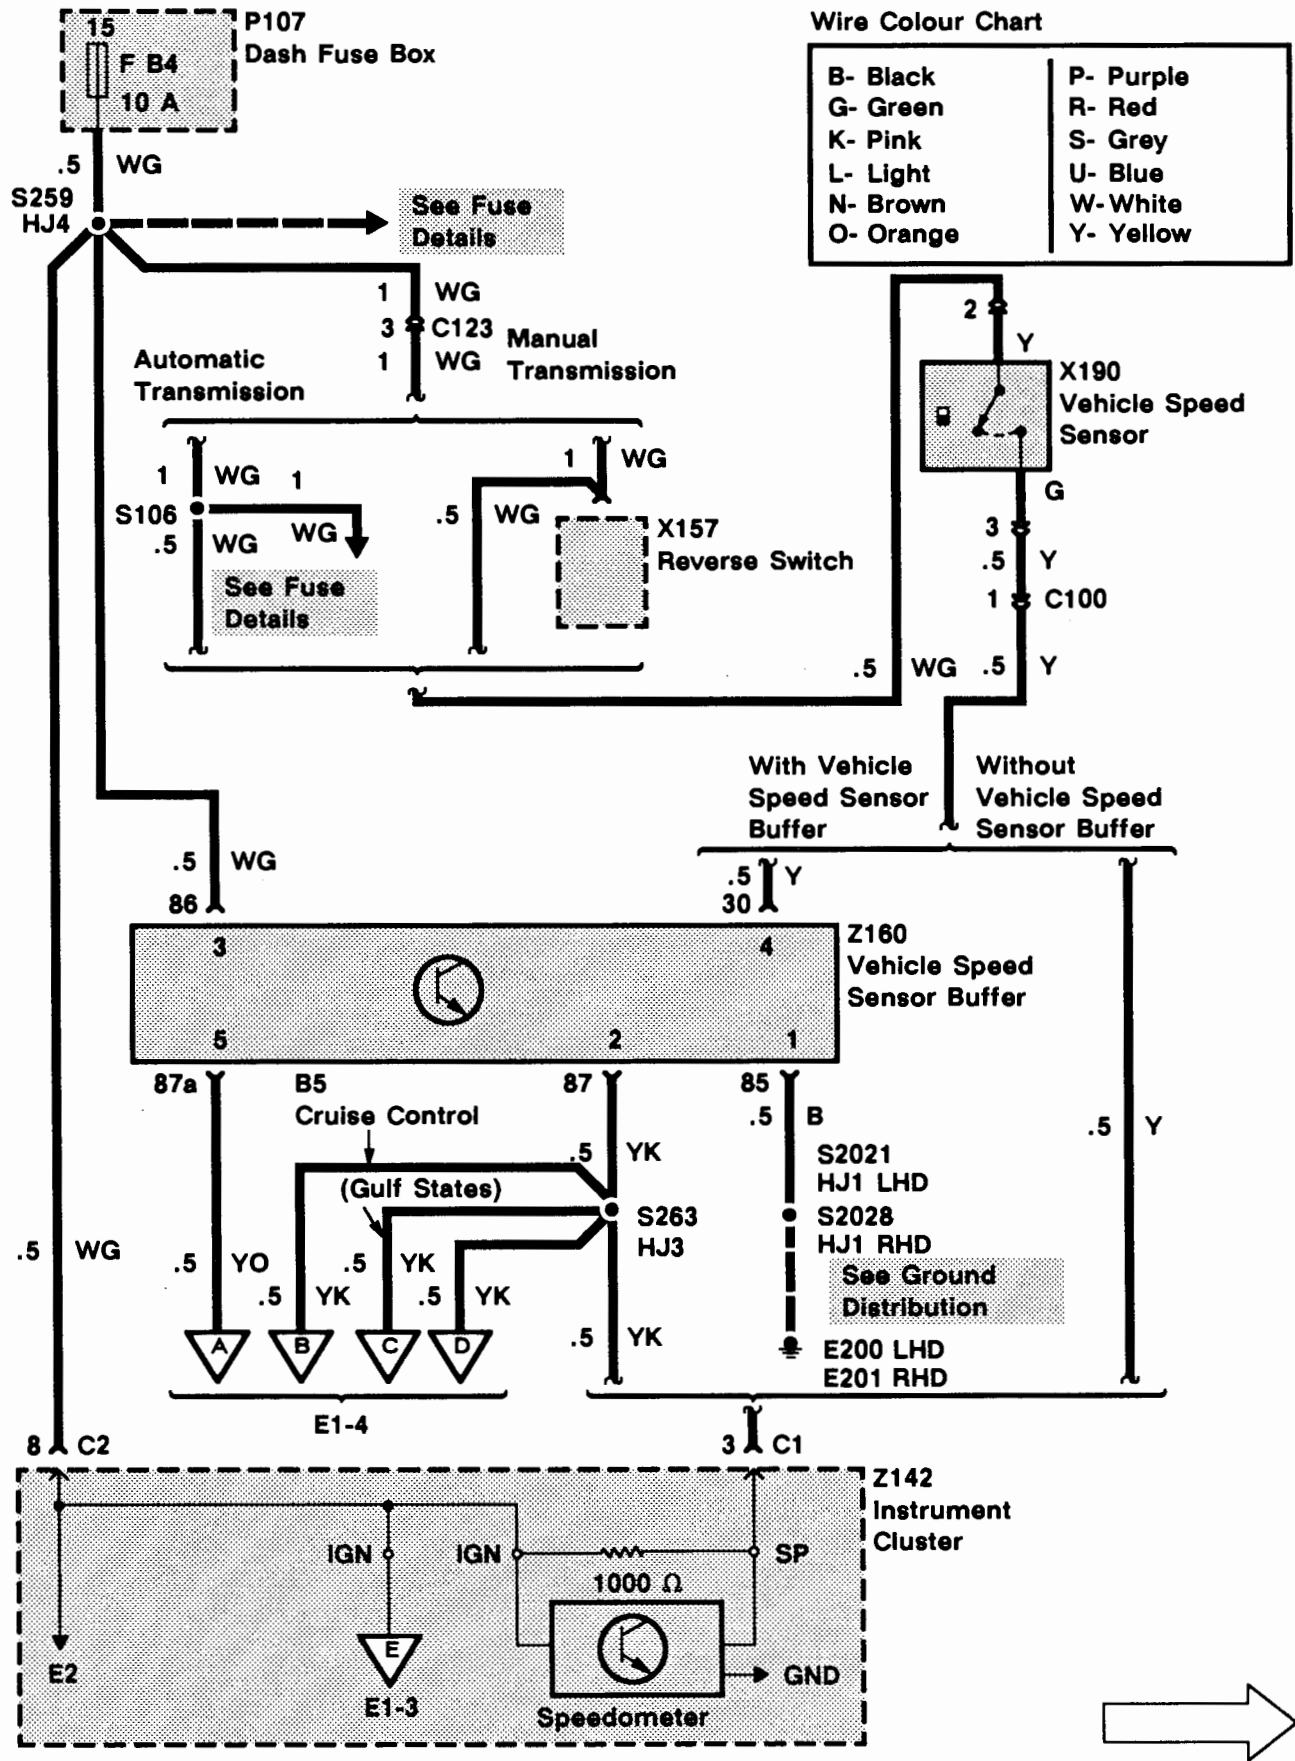 15
P107
Dash Fuse Box
F B4
10 A
.5 WG
S259
HJ4
See Fuse
Details
Wire Colour Chart
B- Black
G- Green
K- Pink
L- Light
N- Brown
O- Orange
P- Purple
R- Red
S- Grey
U- Blue
W- White
Y- Yellow
1 WG
3 C123
1 WG
Automatic
Transmission
Manual
Transmission
2
Y
X190
Vehicle Speed
Sensor
G
3
.5 Y
1 C100
.5 Y
1 WG 1
S106
WG
.5 WG
See Fuse
Details
1 WG
.5 WG
X157
Reverse Switch
.5 WG
With Vehicle
Speed Sensor
Buffer
Without
Vehicle Speed
Sensor Buffer
.5 WG
86
.5 Y
30
3 4
5 2 1
Z160
Vehicle Speed
Sensor Buffer
87a B5 87 85
Cruise Control
.5 B
.5 Y
.5 YK
(Gulf States)
S263
HJ3
S2021
HJ1 LHD
S2028
HJ1 RHD
See Ground
Distribution
E200 LHD
E201 RHD
.5 WG
.5 YO
.5 YK
.5 YK
.5 YK
.5 YK
A B C D
E1-4
8 C2
3 C1
Z142
Instrument
Cluster
IGN IGN SP
1000 Ω
E
E2
E1-3
GND
Speedometer